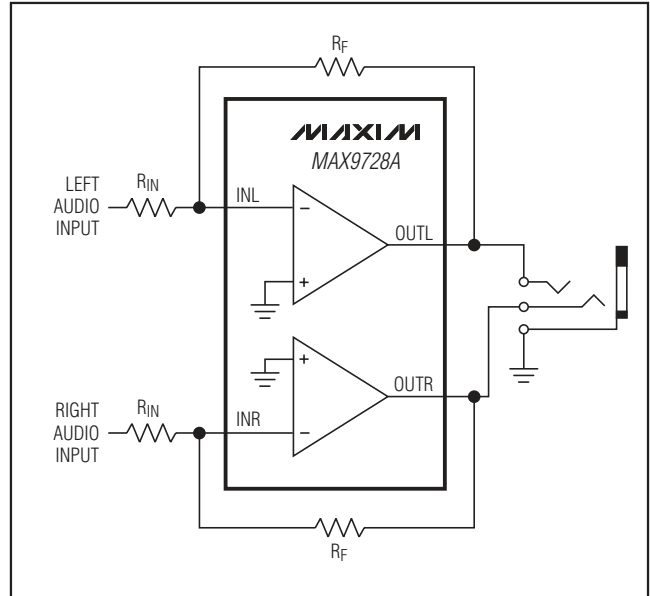 RF
MAXIM
MAX9728A
LEFT
AUDIO
INPUT
RIN
INL
−
+
OUTL
+
−
OUTR
RIGHT
AUDIO
INPUT
RIN
INR
RF